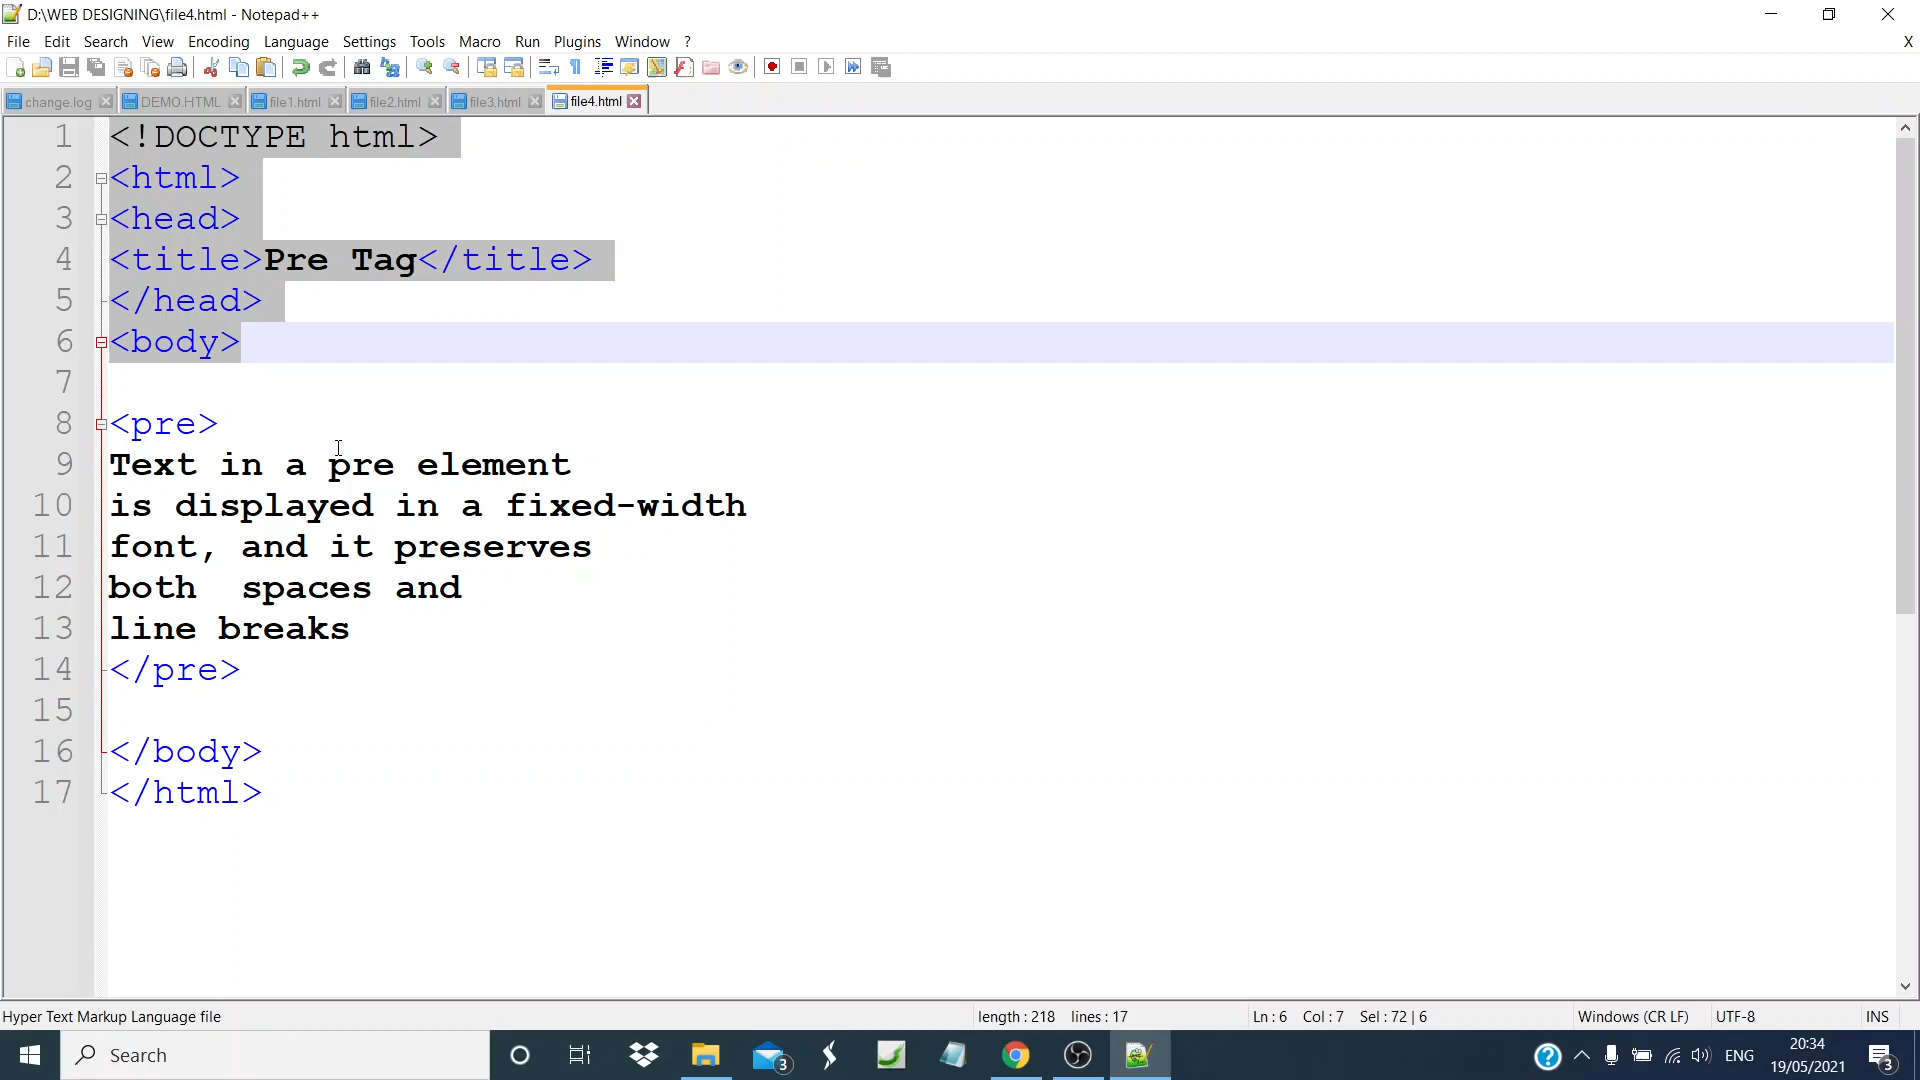 D:\WEB DESIGNING\file4.html - Notepad++
File Edit Search View Encoding Language Settings Tools Macro Run Plugins Window ? X
change.log DEMO.HTML file1.html file2.html file3.html file4.html
1 <!DOCTYPE html>
2 <html>
3 <head>
4 <title>Pre Tag</title>
5 </head>
6 <body>
7
8 <pre>
9 Text in a pre element
10 is displayed in a fixed-width
11 font, and it preserves
12 both  spaces and
13 line breaks
14 </pre>
15
16 </body>
17 </html>
Hyper Text Markup Language file length : 218 lines : 17 Ln : 6 Col : 7 Sel : 72 | 6 Windows (CR LF) UTF-8 INS
Search 3 ENG 20:34 3
19/05/2021